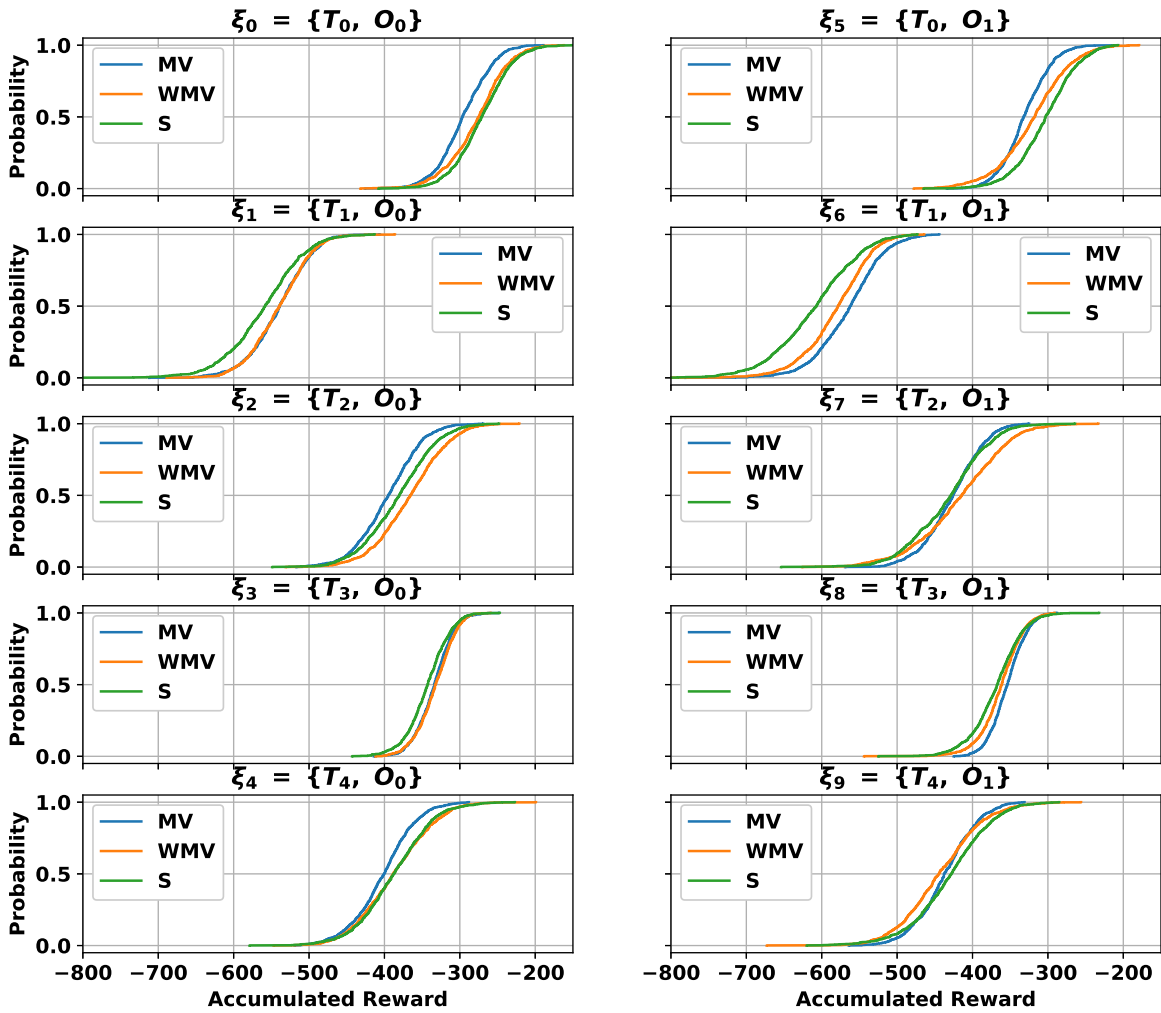 ξ0 = {T0, O0}
Probability
1.0
0.5
0.0
MV
WMV
S
ξ5 = {T0, O1}
MV
WMV
S
ξ1 = {T1, O0}
Probability
1.0
0.5
0.0
MV
WMV
S
ξ6 = {T1, O1}
MV
WMV
S
ξ2 = {T2, O0}
Probability
1.0
0.5
0.0
MV
WMV
S
ξ7 = {T2, O1}
MV
WMV
S
ξ3 = {T3, O0}
Probability
1.0
0.5
0.0
MV
WMV
S
ξ8 = {T3, O1}
MV
WMV
S
ξ4 = {T4, O0}
Probability
1.0
0.5
0.0
MV
WMV
S
−800 −700 −600 −500 −400 −300 −200
Accumulated Reward
ξ9 = {T4, O1}
MV
WMV
S
−800 −700 −600 −500 −400 −300 −200
Accumulated Reward